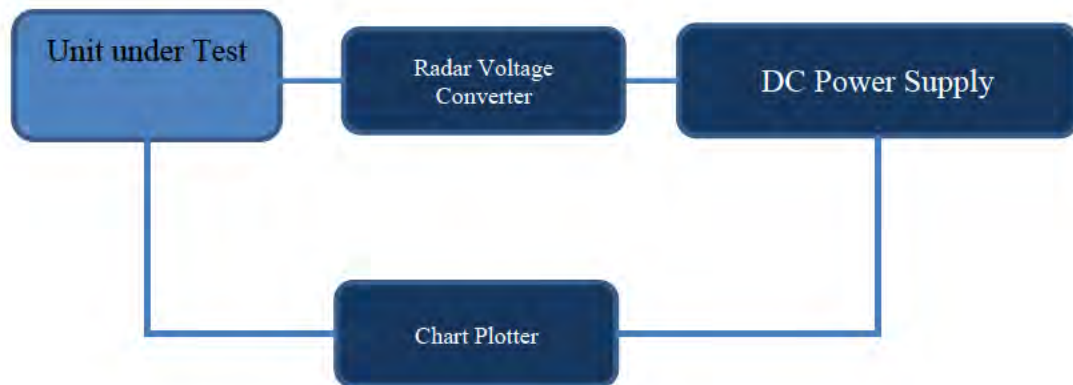 Unit under Test
Radar Voltage
Converter
DC Power Supply
Chart Plotter